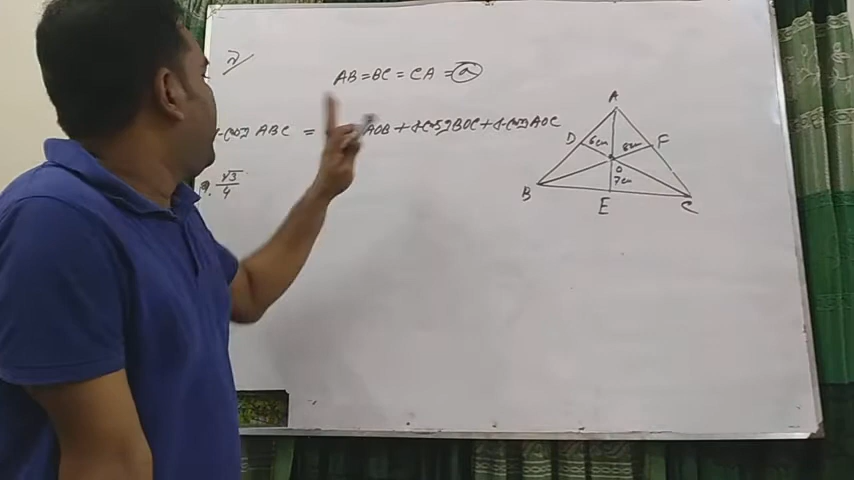 AB = BC = CA = a
ABC = AOB + BOC + AOC
√3/4
A
D 6cm 8cm F
O
7cm
B E C